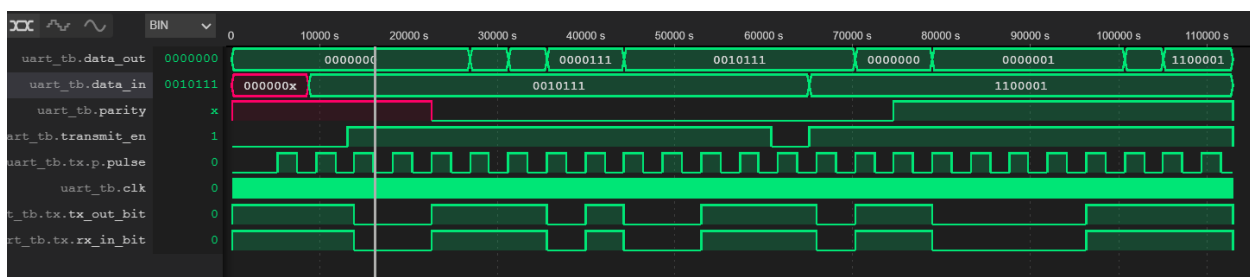 BIN
0 10000 s 20000 s 30000 s 40000 s 50000 s 60000 s 70000 s 80000 s 90000 s 100000 s 110000 s
uart_tb.data_out 0000000 0000000 0000111 0010111 0000000 0000001 1100001
uart_tb.data_in 0010111 000000x 0010111 1100001
uart_tb.parity x
art_tb.transmit_en 1
uart_tb.tx.p.pulse 0
uart_tb.clk 0
t_tb.tx.tx_out_bit 0
rt_tb.tx.rx_in_bit 0